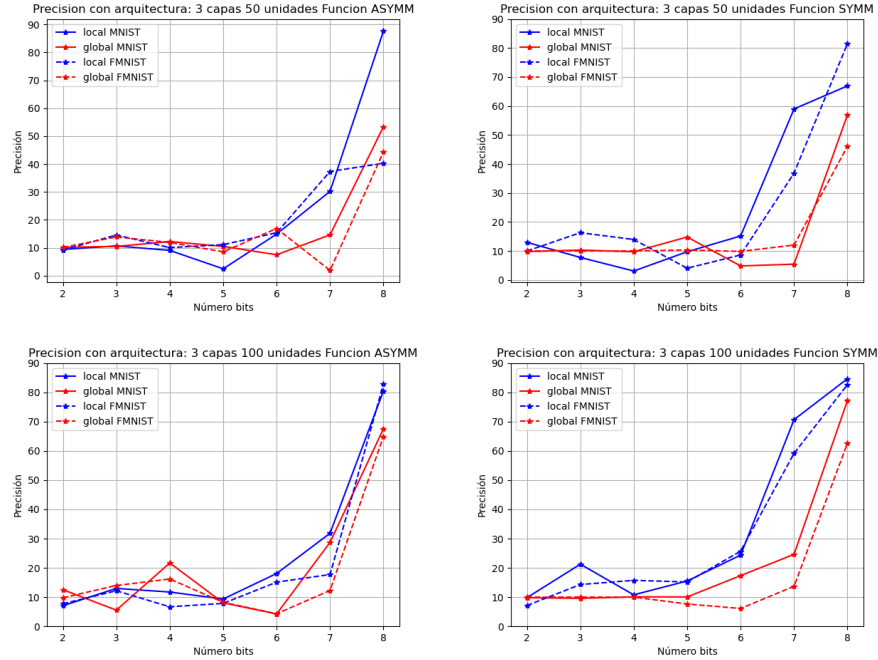 Precision con arquitectura: 3 capas 50 unidades Funcion ASYMM
local MNIST
global MNIST
local FMNIST
global FMNIST
90
80
70
60
50
40
30
20
10
0
Precisión
2 3 4 5 6 7 8
Número bits
Precision con arquitectura: 3 capas 50 unidades Funcion SYMM
local MNIST
global MNIST
local FMNIST
global FMNIST
90
80
70
60
50
40
30
20
10
0
Precisión
2 3 4 5 6 7 8
Número bits
Precision con arquitectura: 3 capas 100 unidades Funcion ASYMM
local MNIST
global MNIST
local FMNIST
global FMNIST
90
80
70
60
50
40
30
20
10
0
Precisión
2 3 4 5 6 7 8
Número bits
Precision con arquitectura: 3 capas 100 unidades Funcion SYMM
local MNIST
global MNIST
local FMNIST
global FMNIST
90
80
70
60
50
40
30
20
10
0
Precisión
2 3 4 5 6 7 8
Número bits